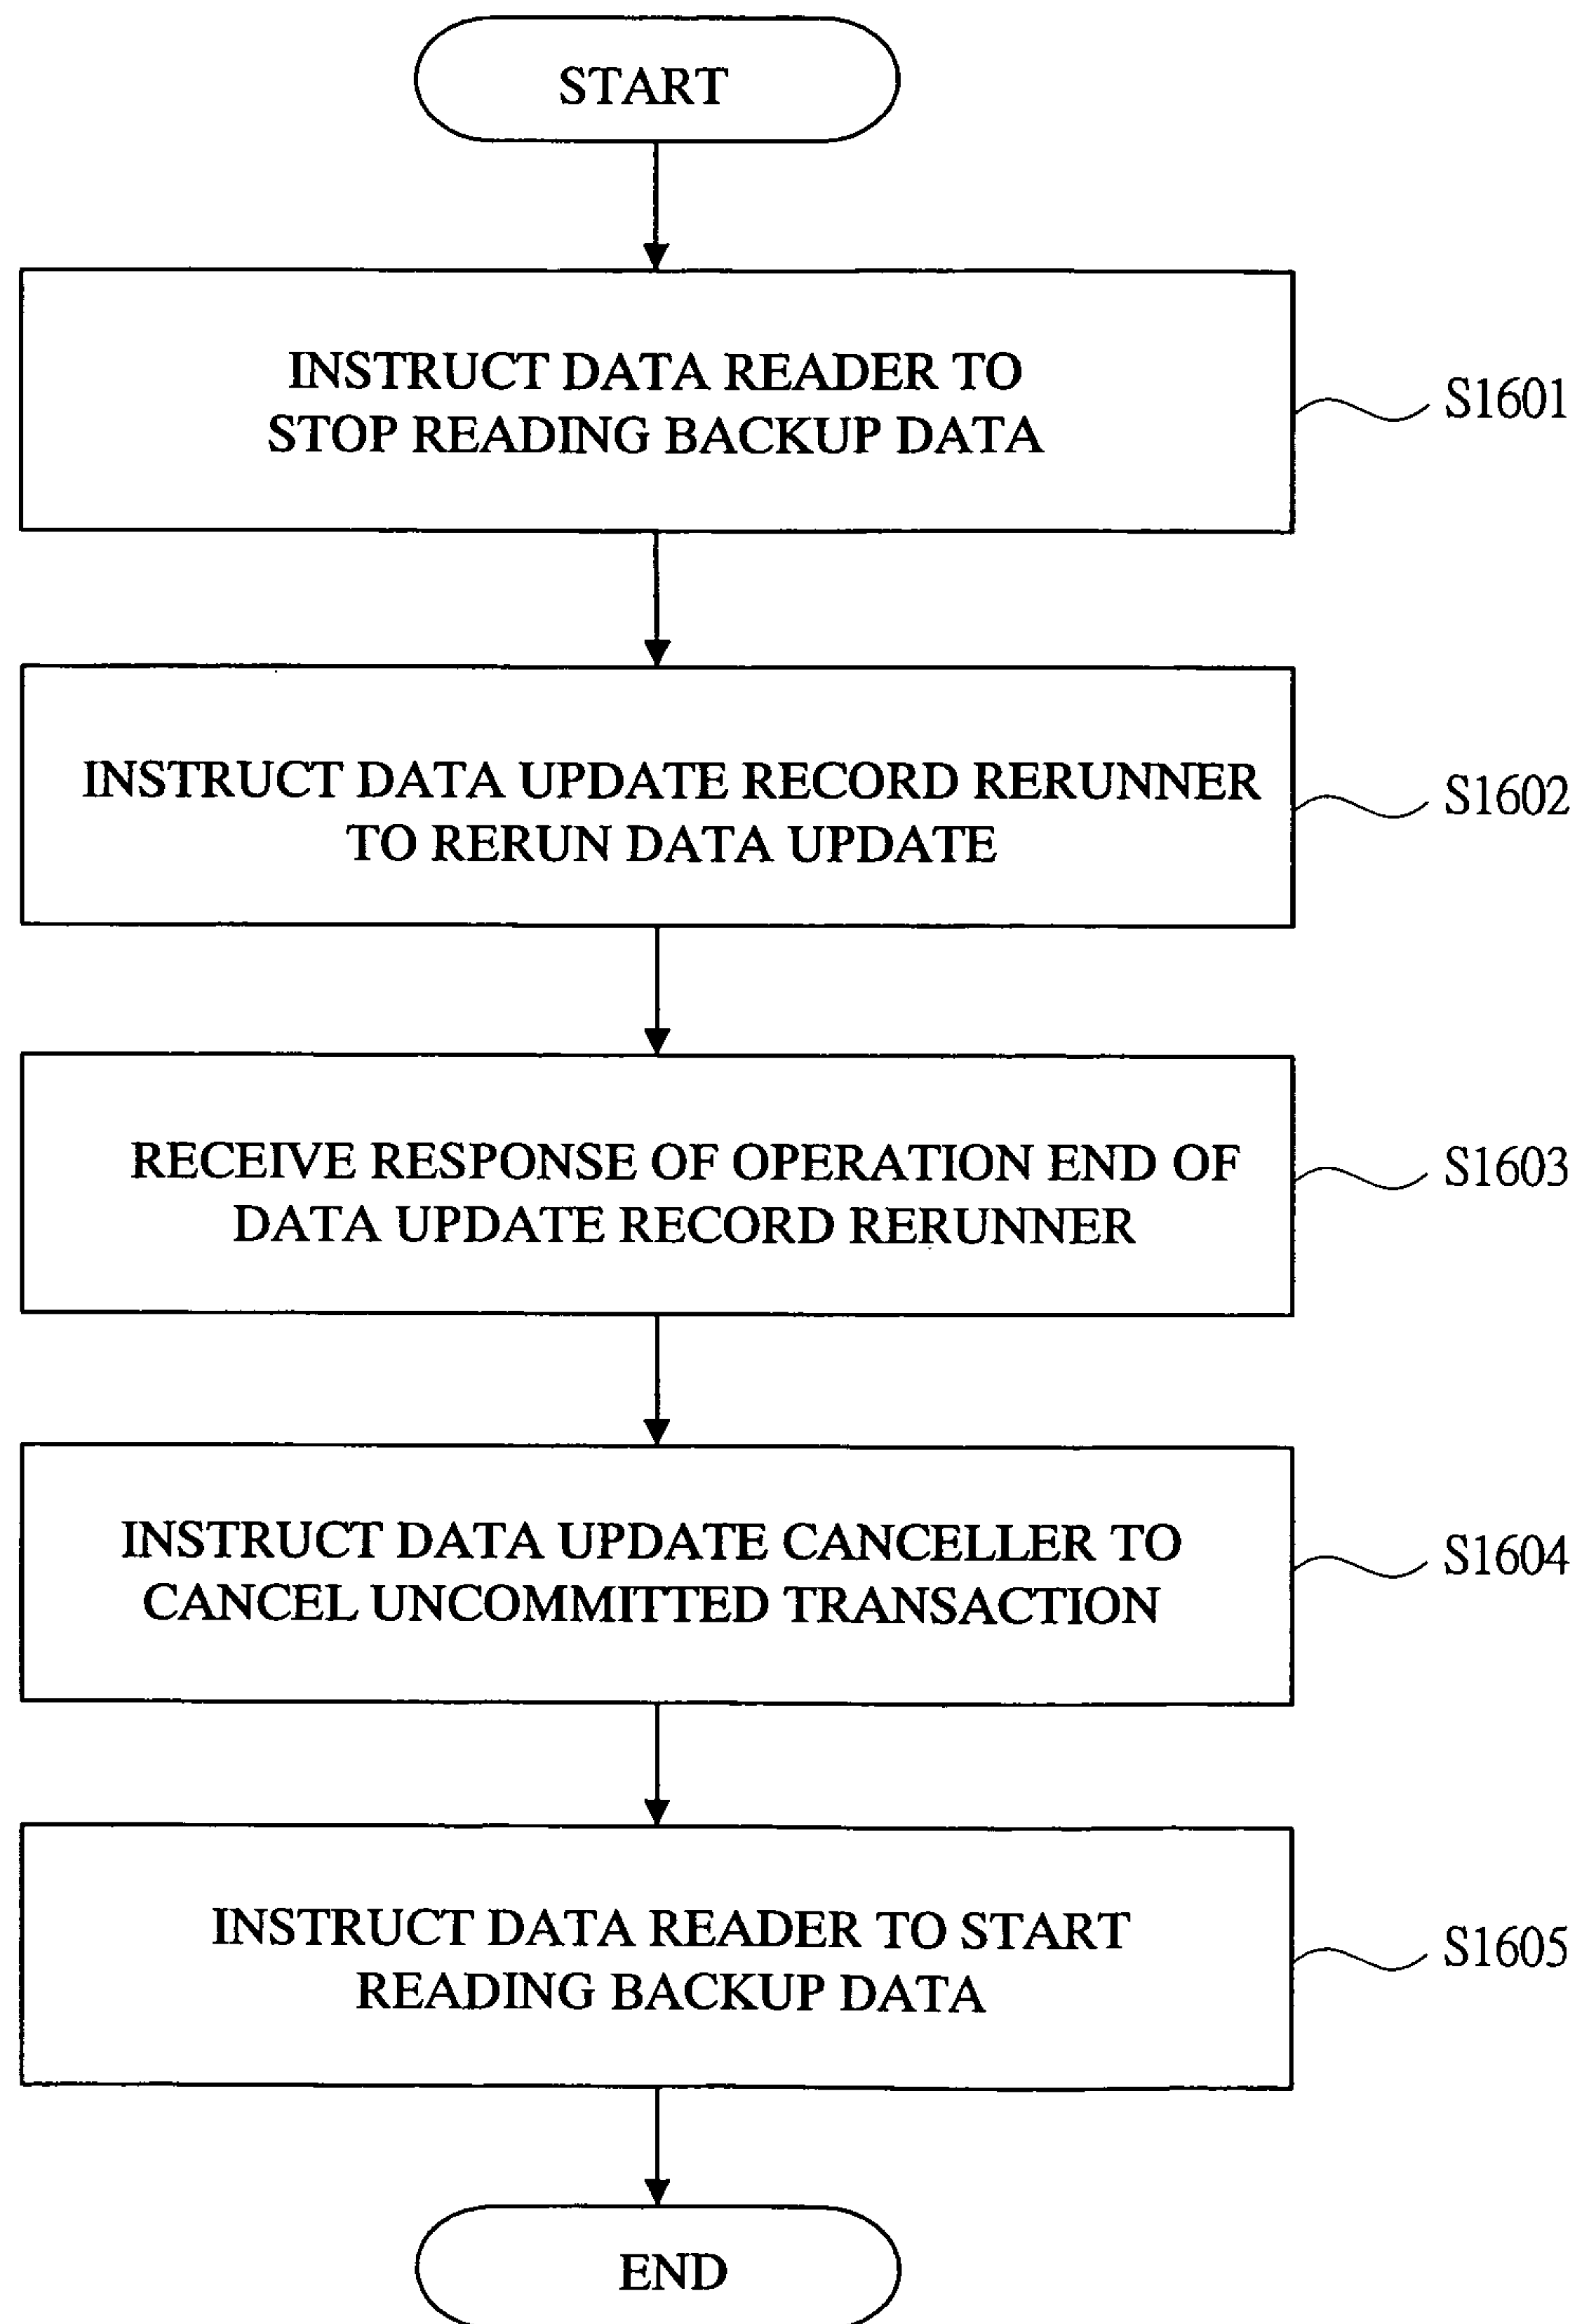 START
INSTRUCT DATA READER TO
STOP READING BACKUP DATA
S1601
INSTRUCT DATA UPDATE RECORD RERUNNER
TO RERUN DATA UPDATE
S1602
RECEIVE RESPONSE OF OPERATION END OF
DATA UPDATE RECORD RERUNNER
S1603
INSTRUCT DATA UPDATE CANCELLER TO
CANCEL UNCOMMITTED TRANSACTION
S1604
INSTRUCT DATA READER TO START
READING BACKUP DATA
S1605
END